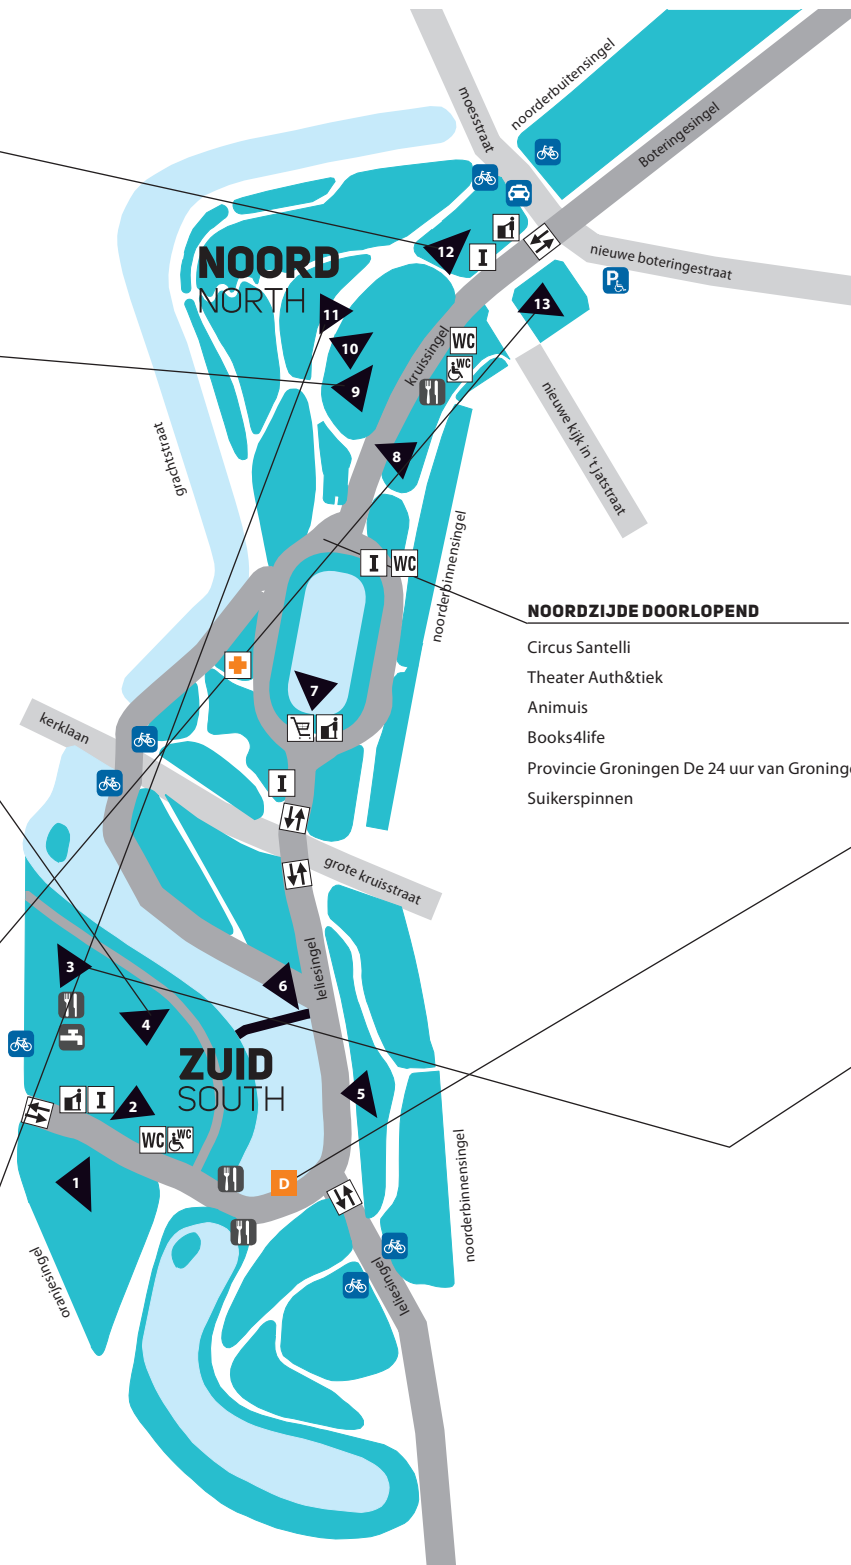 noorderbuitensingel
moesstraat
Boteringesingel
nieuwe boteringestraat
P
NOORD
NORTH
12
I
13
11
10
9
kruissingel
WC
WC
nieuwe kijk in 't jatstraat
8
grachtstraat
noorderbinnensingel
I
WC
NOORDZIJDE DOORLOPEND
Circus Santelli
Theater Auth&tiek
Animuis
Books4life
Provincie Groningen De 24 uur van Groninge
Suikerspinnen
7
kerklaan
I
grote kruisstraat
leliesingel
3
6
4
ZUID
SOUTH
I
2
5
WC
WC
1
D
noorderbinnensingel
oranjesingel
leliesingel